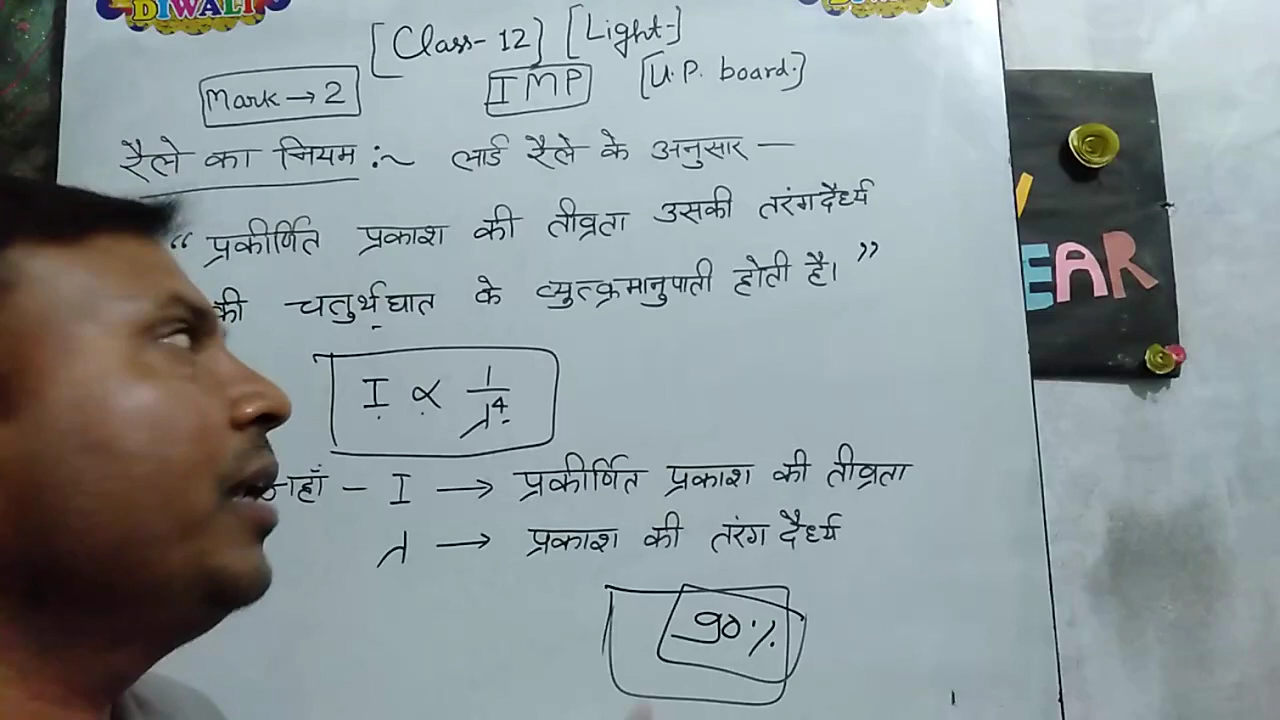 DIWALI
[Class-12] [Light-]
Mark→2 IMP [U.P. board.]
रैले का नियम :~ लार्ड रैले के अनुसार —
“ प्रकीर्णित प्रकाश की तीव्रता उसकी तरंगदैर्ध्य
की चतुर्थघात के व्युत्क्रमानुपाती होती है। ”
I ∝ 1/λ⁴
जहाँ – I → प्रकीर्णित प्रकाश की तीव्रता
λ → प्रकाश की तरंग दैर्ध्य
90%
EAR